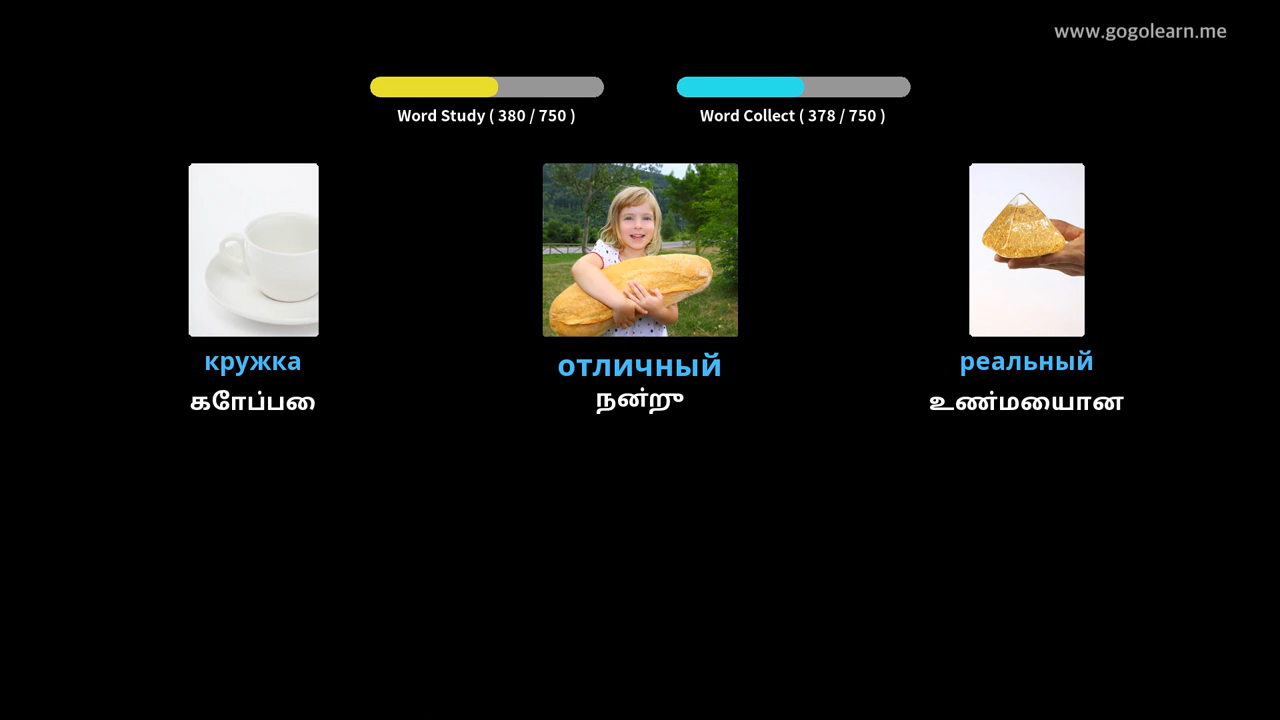 www.gogolearn.me
Word Study ( 380 / 750 )
Word Collect ( 378 / 750 )
кружка
отличный
реальный
கோப்பை
நன்று
உண்மையான